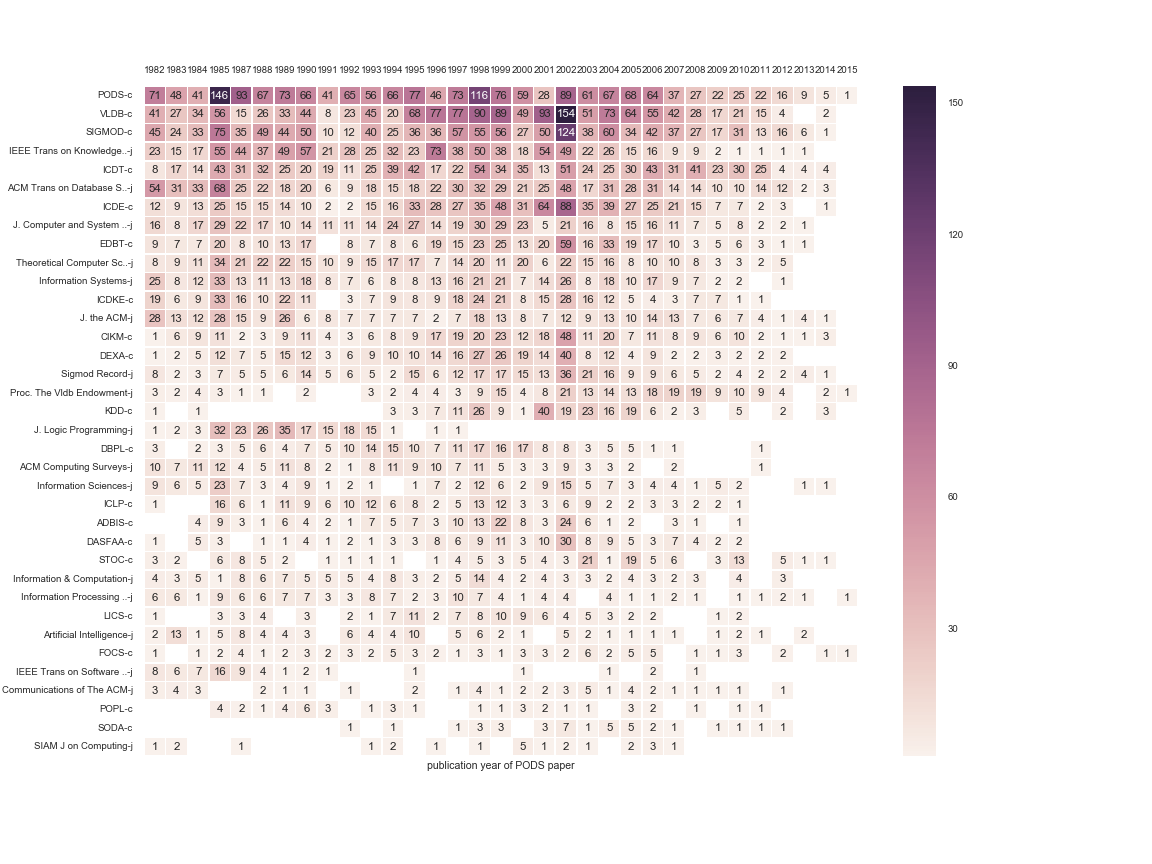 1982 1983 1984 1985 1987 1988 1989 1990 1991 1992 1993 1994 1995 1996 1997 1998 1999 2000 2001 2002 2003 2004 2005 2006 2007 2008 2009 2010 2011 2012 2013 2014 2015
PODS-c 71 48 41 146 93 67 73 66 41 65 56 66 77 46 73 116 76 59 28 89 61 67 68 64 37 27 22 25 22 16 9 5 1
VLDB-c 41 27 34 56 15 26 33 44 8 23 45 20 68 77 77 90 89 49 93 154 51 73 64 55 42 28 17 21 15 4 2
SIGMOD-c 45 24 33 75 35 49 44 50 10 12 40 25 36 36 57 55 56 27 50 124 38 60 34 42 37 27 17 31 13 16 6 1
IEEE Trans on Knowledge..-j 23 15 17 55 44 37 49 57 21 28 25 32 23 73 38 50 38 18 54 49 22 26 15 16 9 9 2 1 1 1 1
ICDT-c 8 17 14 43 31 32 25 20 19 11 25 39 42 17 22 54 34 35 13 51 24 25 30 43 31 41 23 30 25 4 4 4
ACM Trans on Database S..-j 54 31 33 68 25 22 18 20 6 9 18 15 18 22 30 32 29 21 25 48 17 31 28 31 14 14 10 10 14 12 2 3
ICDE-c 12 9 13 25 15 15 14 10 2 2 15 16 33 28 27 35 48 31 64 88 35 39 27 25 21 15 7 7 2 3 1
J. Computer and System ..-j 16 8 17 29 22 17 10 14 11 11 14 24 27 14 19 30 29 23 5 21 16 8 15 16 11 7 5 8 2 2 1
EDBT-c 9 7 7 20 8 10 13 17 8 7 8 6 19 15 23 25 13 20 59 16 33 19 17 10 3 5 6 3 1 1
Theoretical Computer Sc..-j 8 9 11 34 21 22 22 15 10 9 15 17 17 7 14 20 11 20 6 22 15 16 8 10 10 8 3 3 2 5
Information Systems-j 25 8 12 33 13 11 13 18 8 7 6 8 9 13 16 21 21 7 14 26 8 18 10 17 9 7 2 2 1
ICDKE-c 19 6 9 33 16 10 22 11 3 7 9 8 9 18 24 21 8 15 28 16 12 5 4 3 7 7 1 1
J. the ACM-j 28 13 12 28 15 9 26 6 8 7 7 7 7 2 7 18 13 8 7 12 9 13 10 14 13 7 6 7 4 1 4 1
CIKM-c 1 6 9 11 2 3 9 11 4 3 6 8 9 17 19 20 23 12 18 48 11 20 7 11 8 9 6 10 2 1 1 3
DEXA-c 1 2 5 12 7 5 15 12 3 6 9 10 10 14 16 27 26 19 14 40 8 12 4 9 2 2 3 2 2 2
Sigmod Record-j 8 2 3 7 5 5 6 14 5 6 5 2 15 6 12 17 17 15 13 36 21 16 9 9 6 5 2 4 2 2 4 1
Proc. The Vldb Endowment-j 3 2 4 3 1 1 2 3 2 4 4 3 9 15 4 8 21 13 14 13 18 19 19 9 10 9 4 2 1
KDD-c 1 1 3 3 7 11 26 9 1 40 19 23 16 19 6 2 3 5 2 3
J. Logic Programming-j 1 2 3 32 23 26 35 17 15 18 15 1 1 1
DBPL-c 3 2 3 5 6 4 7 5 10 14 15 10 7 11 17 16 17 8 8 3 5 5 1 1 1
ACM Computing Surveys-j 10 7 11 12 4 5 11 8 2 1 8 11 9 10 7 11 5 3 3 9 3 3 2 2 1
Information Sciences-j 9 6 5 23 7 3 4 9 1 2 1 1 7 2 12 6 2 9 15 5 7 3 4 4 1 5 2 1 1
ICLP-c 1 16 6 1 11 9 6 10 12 6 8 2 5 13 12 3 3 6 9 2 2 3 3 2 2 1
ADBIS-c 4 9 3 1 6 4 2 1 7 5 7 3 10 13 22 8 3 24 6 1 2 3 1 1
DASFAA-c 1 5 3 1 1 4 1 2 1 3 3 8 6 9 11 3 10 30 8 9 5 3 7 4 2 2
STOC-c 3 2 6 8 5 2 1 1 1 1 1 4 5 3 5 4 3 21 1 19 5 6 3 13 5 1 1
Information & Computation-j 4 3 5 1 8 6 7 5 5 5 4 8 3 2 5 14 4 2 4 3 3 2 4 3 2 3 4 3
Information Processing ..-j 6 6 1 9 6 6 7 7 3 3 8 7 2 3 10 7 4 1 4 4 4 1 1 2 1 1 1 2 1 1
LICS-c 1 3 3 4 3 2 1 7 11 2 7 8 10 9 6 4 5 3 2 2 1 2
Artificial Intelligence-j 2 13 1 5 8 4 4 3 6 4 4 10 5 6 2 1 5 2 1 1 1 1 1 2 1 2
FOCS-c 1 1 2 4 1 2 3 2 3 2 5 3 2 1 3 1 3 3 2 6 2 5 5 1 1 3 2 1 1
IEEE Trans on Software ..-j 8 6 7 16 9 4 1 2 1 1 1 1 2 1
Communications of The ACM-j 3 4 3 2 1 1 1 2 1 4 1 2 2 3 5 1 4 2 1 1 1 1 1
POPL-c 4 2 1 4 6 3 1 3 1 1 1 3 2 1 1 3 2 1 1 1
SODA-c 1 1 1 3 3 3 7 1 5 5 2 1 1 1 1 1
SIAM J on Computing-j 1 2 1 1 2 1 1 5 1 2 1 2 3 1
publication year of PODS paper
150
120
90
60
30